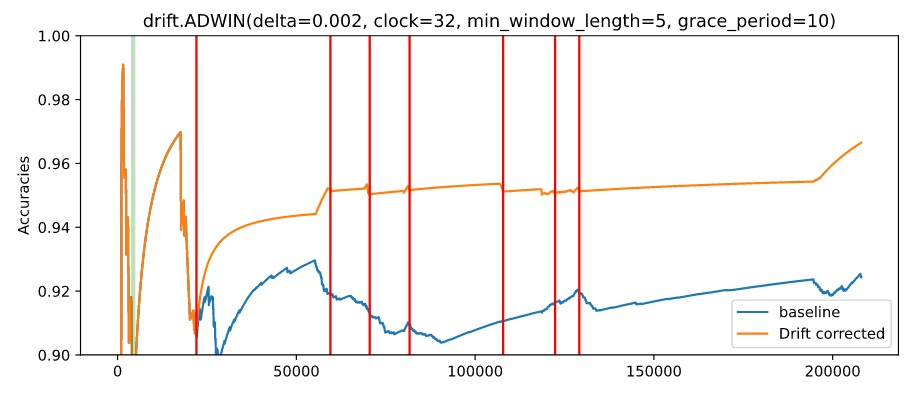 drift.ADWIN(delta=0.002, clock=32, min_window_length=5, grace_period=10)
1.00
0.98
0.96
0.94
0.92
0.90
Accuracies
baseline
Drift corrected
0
50000
100000
150000
200000